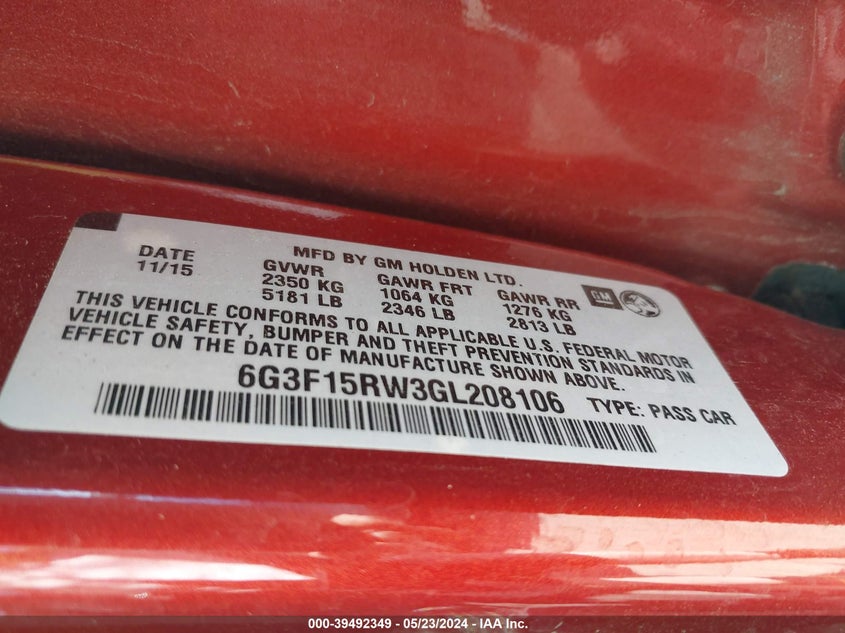 MFD BY GM HOLDEN LTD.
DATE
11/15
GVWR
2350 KG
5181 LB
GAWR FRT
1064 KG
2346 LB
GAWR RR
1276 KG
2813 LB
GM
THIS VEHICLE CONFORMS TO ALL APPLICABLE U.S. FEDERAL MOTOR
VEHICLE SAFETY, BUMPER AND THEFT PREVENTION STANDARDS IN
EFFECT ON THE DATE OF MANUFACTURE SHOWN ABOVE.
6G3F15RW3GL208106 TYPE: PASS CAR
000-39492349 | 05/23/2024 - IAA Inc.